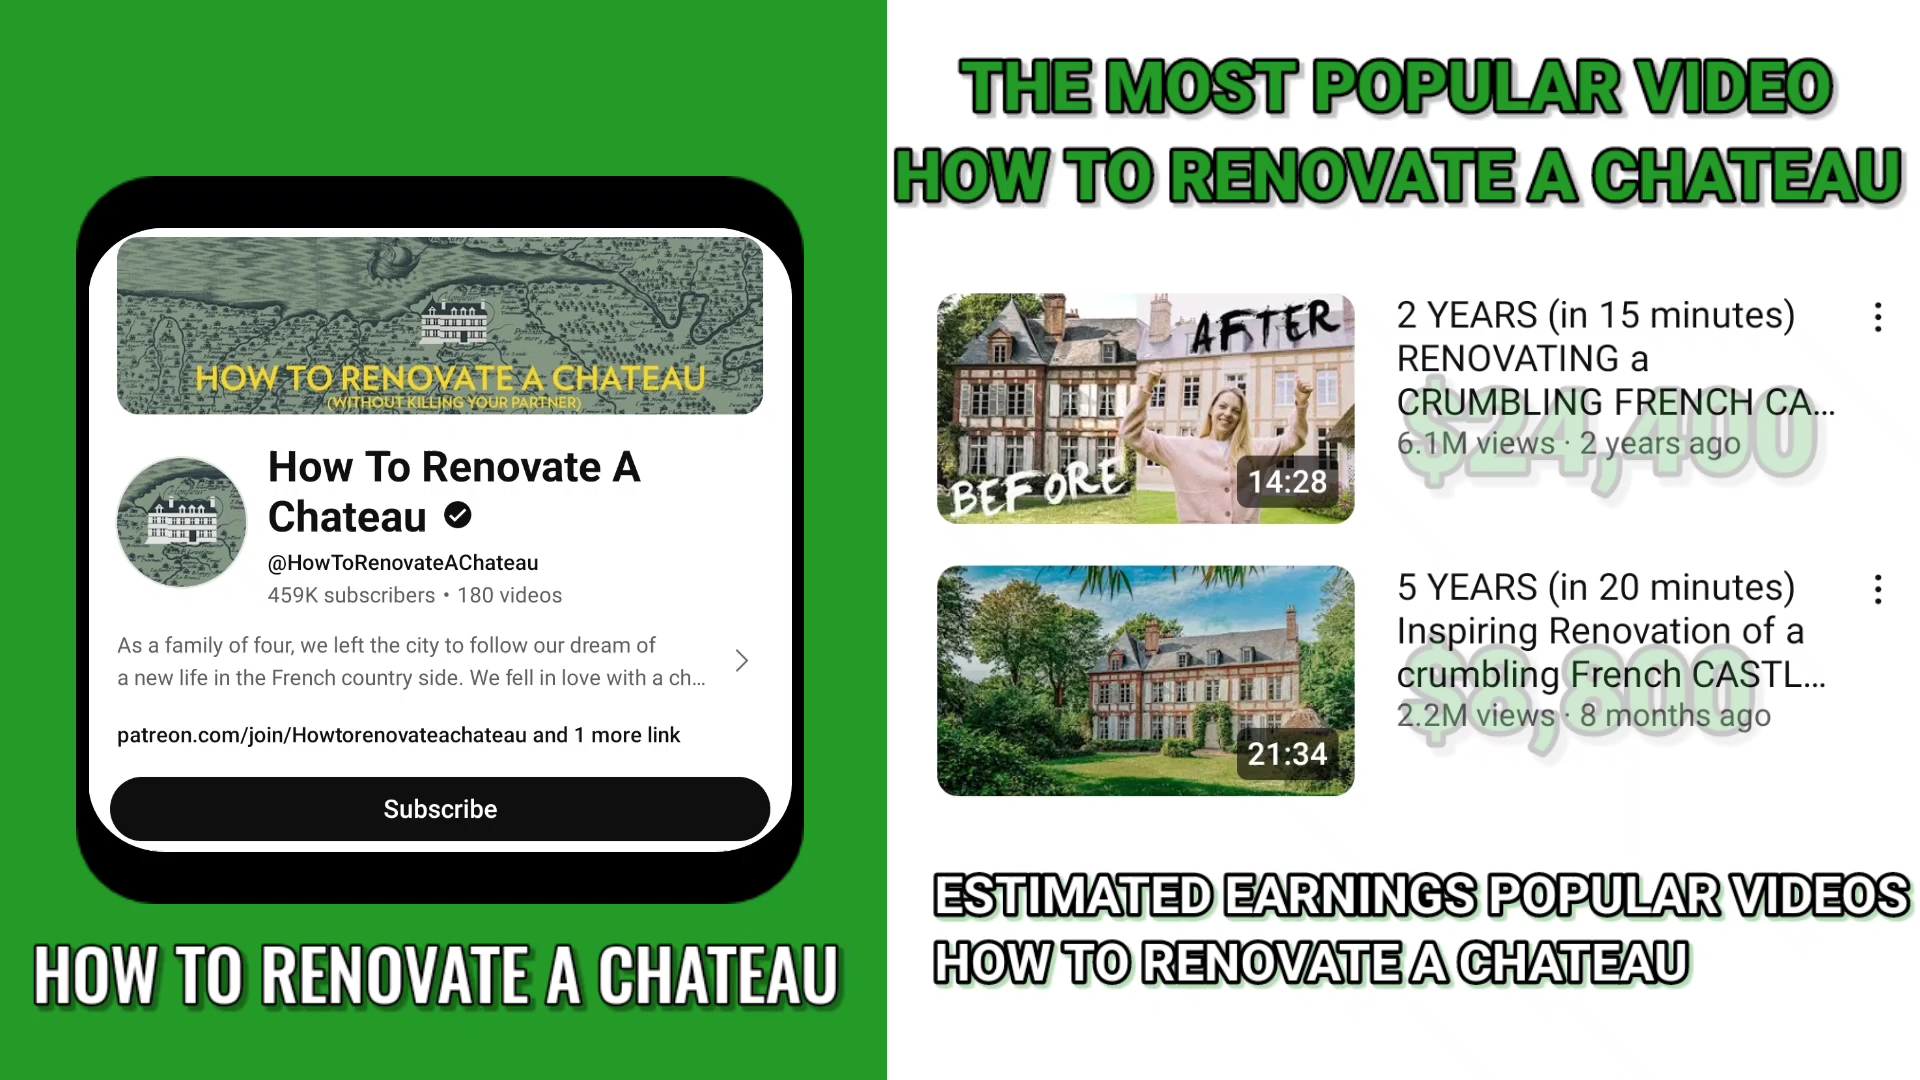 HOW TO RENOVATE A CHATEAU
(WITHOUT KILLING YOUR PARTNER)
How To Renovate A
Chateau
@HowToRenovateAChateau
459K subscribers • 180 videos
As a family of four, we left the city to follow our dream of
a new life in the French country side. We fell in love with a ch...
patreon.com/join/Howtorenovateachateau and 1 more link
Subscribe
HOW TO RENOVATE A CHATEAU
THE MOST POPULAR VIDEO
HOW TO RENOVATE A CHATEAU
AFTER
BEFORE
14:28
2 YEARS (in 15 minutes)
RENOVATING a
CRUMBLING FRENCH CA...
$24,400
6.1M views · 2 years ago
21:34
5 YEARS (in 20 minutes)
Inspiring Renovation of a
crumbling French CASTL...
$8,800
2.2M views · 8 months ago
ESTIMATED EARNINGS POPULAR VIDEOS
HOW TO RENOVATE A CHATEAU